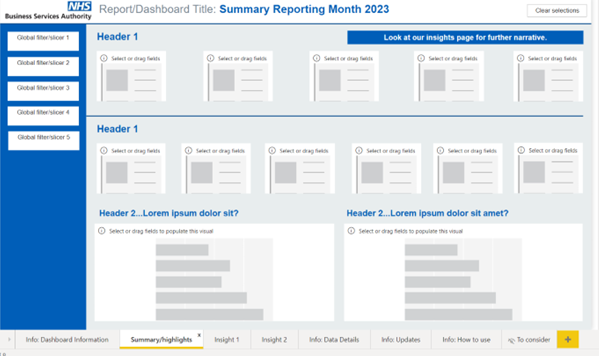 NHS
Business Services Authority
Report/Dashboard Title: Summary Reporting Month 2023
Clear selections
Global filter/slicer 1
Global filter/slicer 2
Global filter/slicer 3
Global filter/slicer 4
Global filter/slicer 5
Header 1
Look at our insights page for further narrative.
Select or drag fields
Select or drag fields
Select or drag fields
Select or drag fields
Select or drag fields
Header 1
Select or drag fields
Select or drag fields
Select or drag fields
Select or drag fields
Select or drag fields
Select or drag fields
Header 2...Lorem ipsum dolor sit?
Select or drag fields to populate this visual
Header 2...Lorem ipsum dolor sit amet?
Select or drag fields to populate this visual
Info: Dashboard Information
Summary/highlights
x
Insight 1
Insight 2
Info: Data Details
Info: Updates
Info: How to use
To consider
+